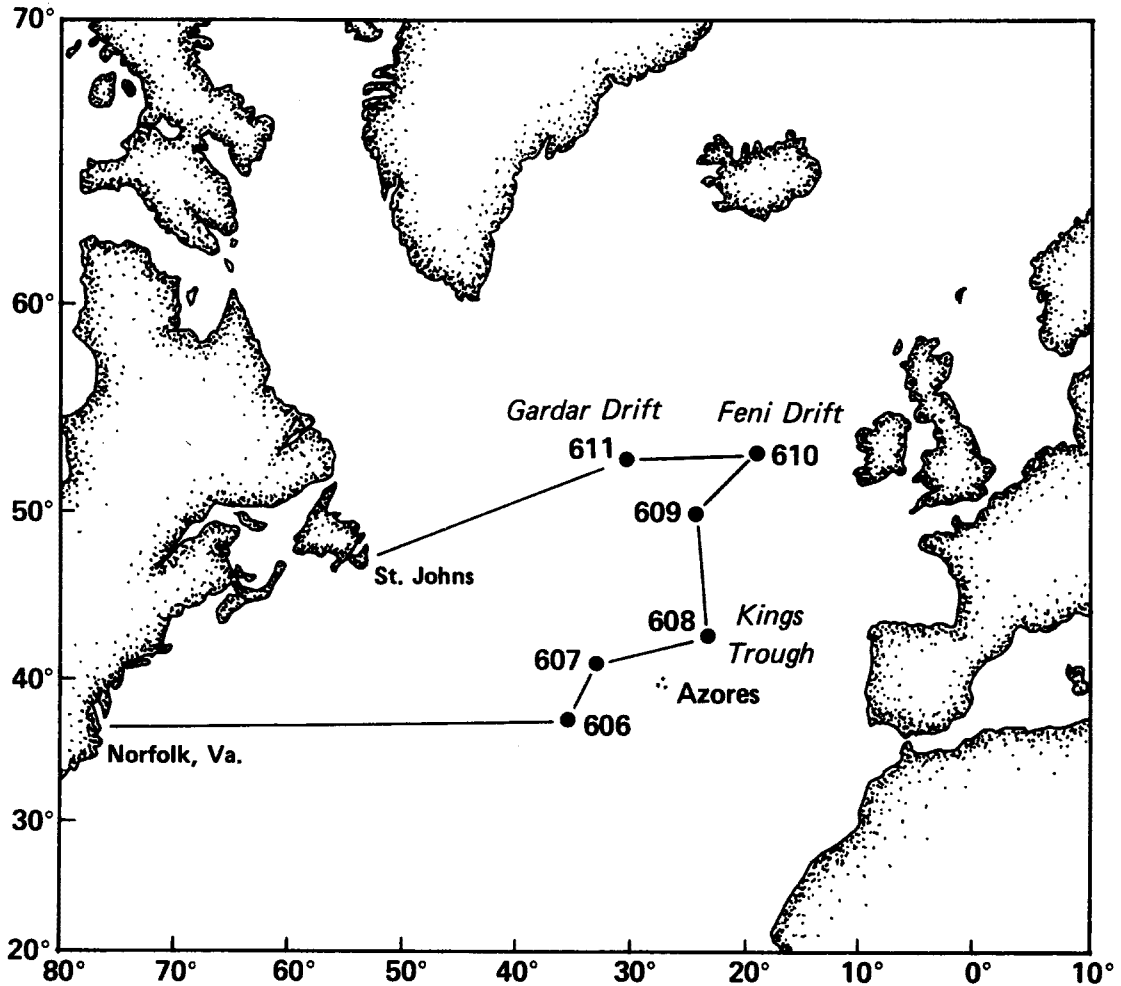 70°
60°
Gardar Drift
Feni Drift
611
610
50°
609
St. Johns
608
Kings
Trough
607
40°
Azores
606
Norfolk, Va.
30°
20°
80° 70° 60° 50° 40° 30° 20° 10° 0° 10°